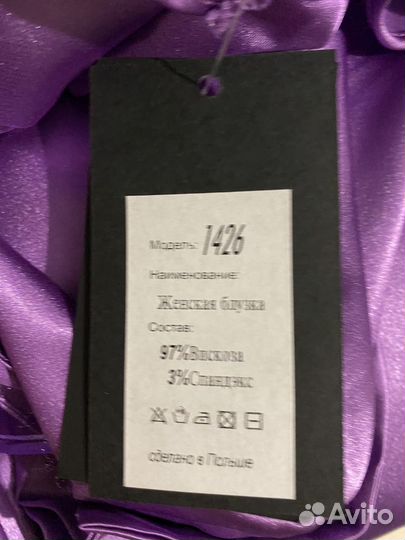 Модель: 1426
Наименование:
Женская блузка
Состав:
97%Вискоза
3%Спандэкс
сделано в Польше
Avito